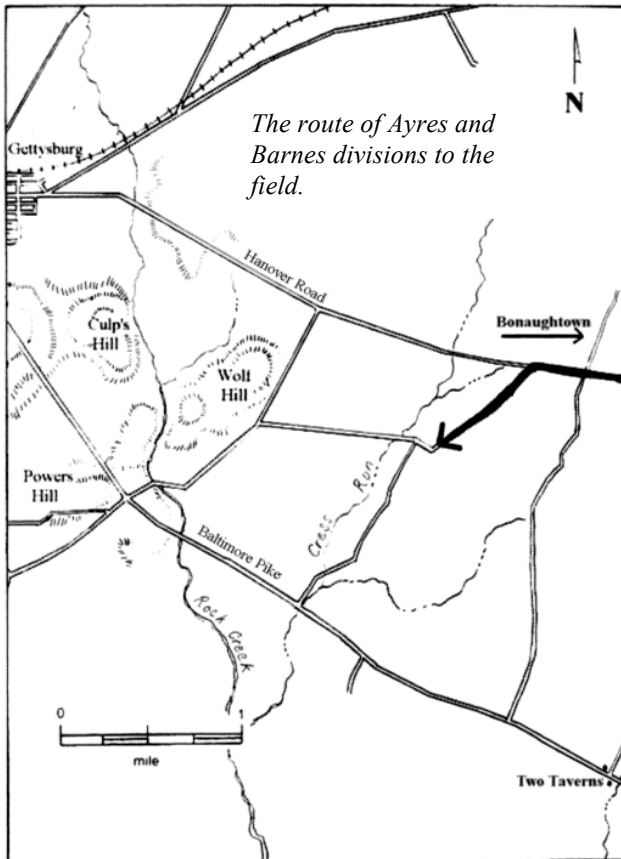 The route of Ayres and
Barnes divisions to the
field.
N
Gettysburg
Hanover Road
Bonaughtown
Culp's
Hill
Wolf
Hill
Powers
Hill
Cress Run
Baltimore Pike
Rock Creek
0 1
mile
Two Taverns